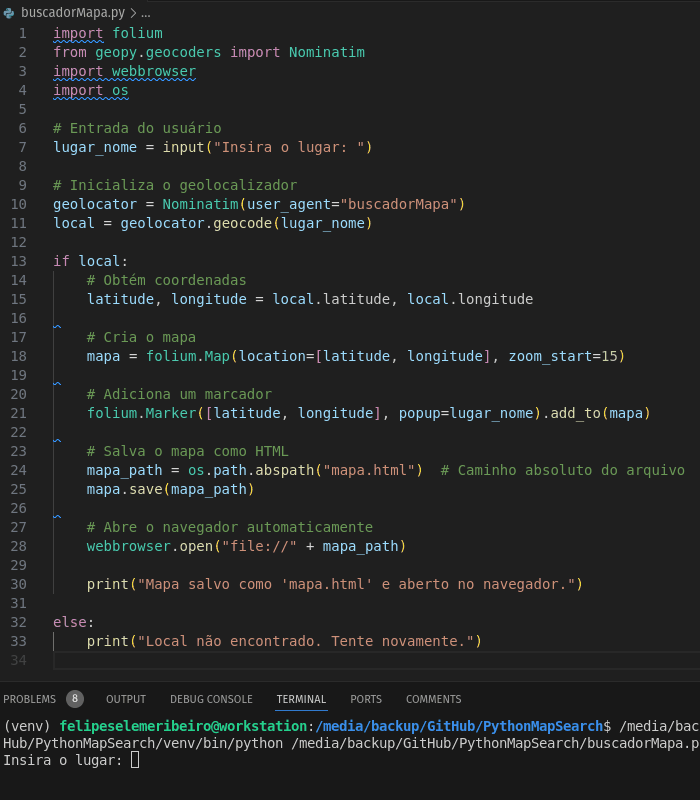 buscadorMapa.py > ...
1 import folium
2 from geopy.geocoders import Nominatim
3 import webbrowser
4 import os
5
6 # Entrada do usuário
7 lugar_nome = input("Insira o lugar: ")
8
9 # Inicializa o geolocalizador
10 geolocator = Nominatim(user_agent="buscadorMapa")
11 local = geolocator.geocode(lugar_nome)
12
13 if local:
14     # Obtém coordenadas
15     latitude, longitude = local.latitude, local.longitude
16
17     # Cria o mapa
18     mapa = folium.Map(location=[latitude, longitude], zoom_start=15)
19
20     # Adiciona um marcador
21     folium.Marker([latitude, longitude], popup=lugar_nome).add_to(mapa)
22
23     # Salva o mapa como HTML
24     mapa_path = os.path.abspath("mapa.html")  # Caminho absoluto do arquivo
25     mapa.save(mapa_path)
26
27     # Abre o navegador automaticamente
28     webbrowser.open("file://" + mapa_path)
29
30     print("Mapa salvo como 'mapa.html' e aberto no navegador.")
31
32 else:
33     print("Local não encontrado. Tente novamente.")
34
PROBLEMS 8 OUTPUT DEBUG CONSOLE TERMINAL PORTS COMMENTS
(venv) felipeselemeribeiro@workstation:/media/backup/GitHub/PythonMapSearch$ /media/bac
Hub/PythonMapSearch/venv/bin/python /media/backup/GitHub/PythonMapSearch/buscadorMapa.p
Insira o lugar: